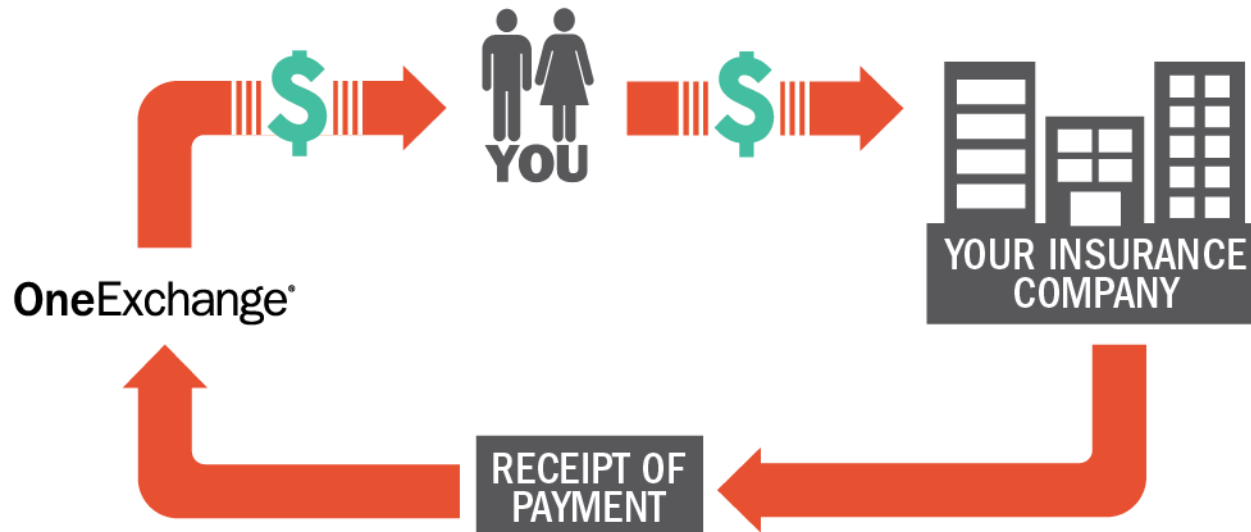 $
$
YOU
YOUR INSURANCE
COMPANY
OneExchange®
RECEIPT OF
PAYMENT